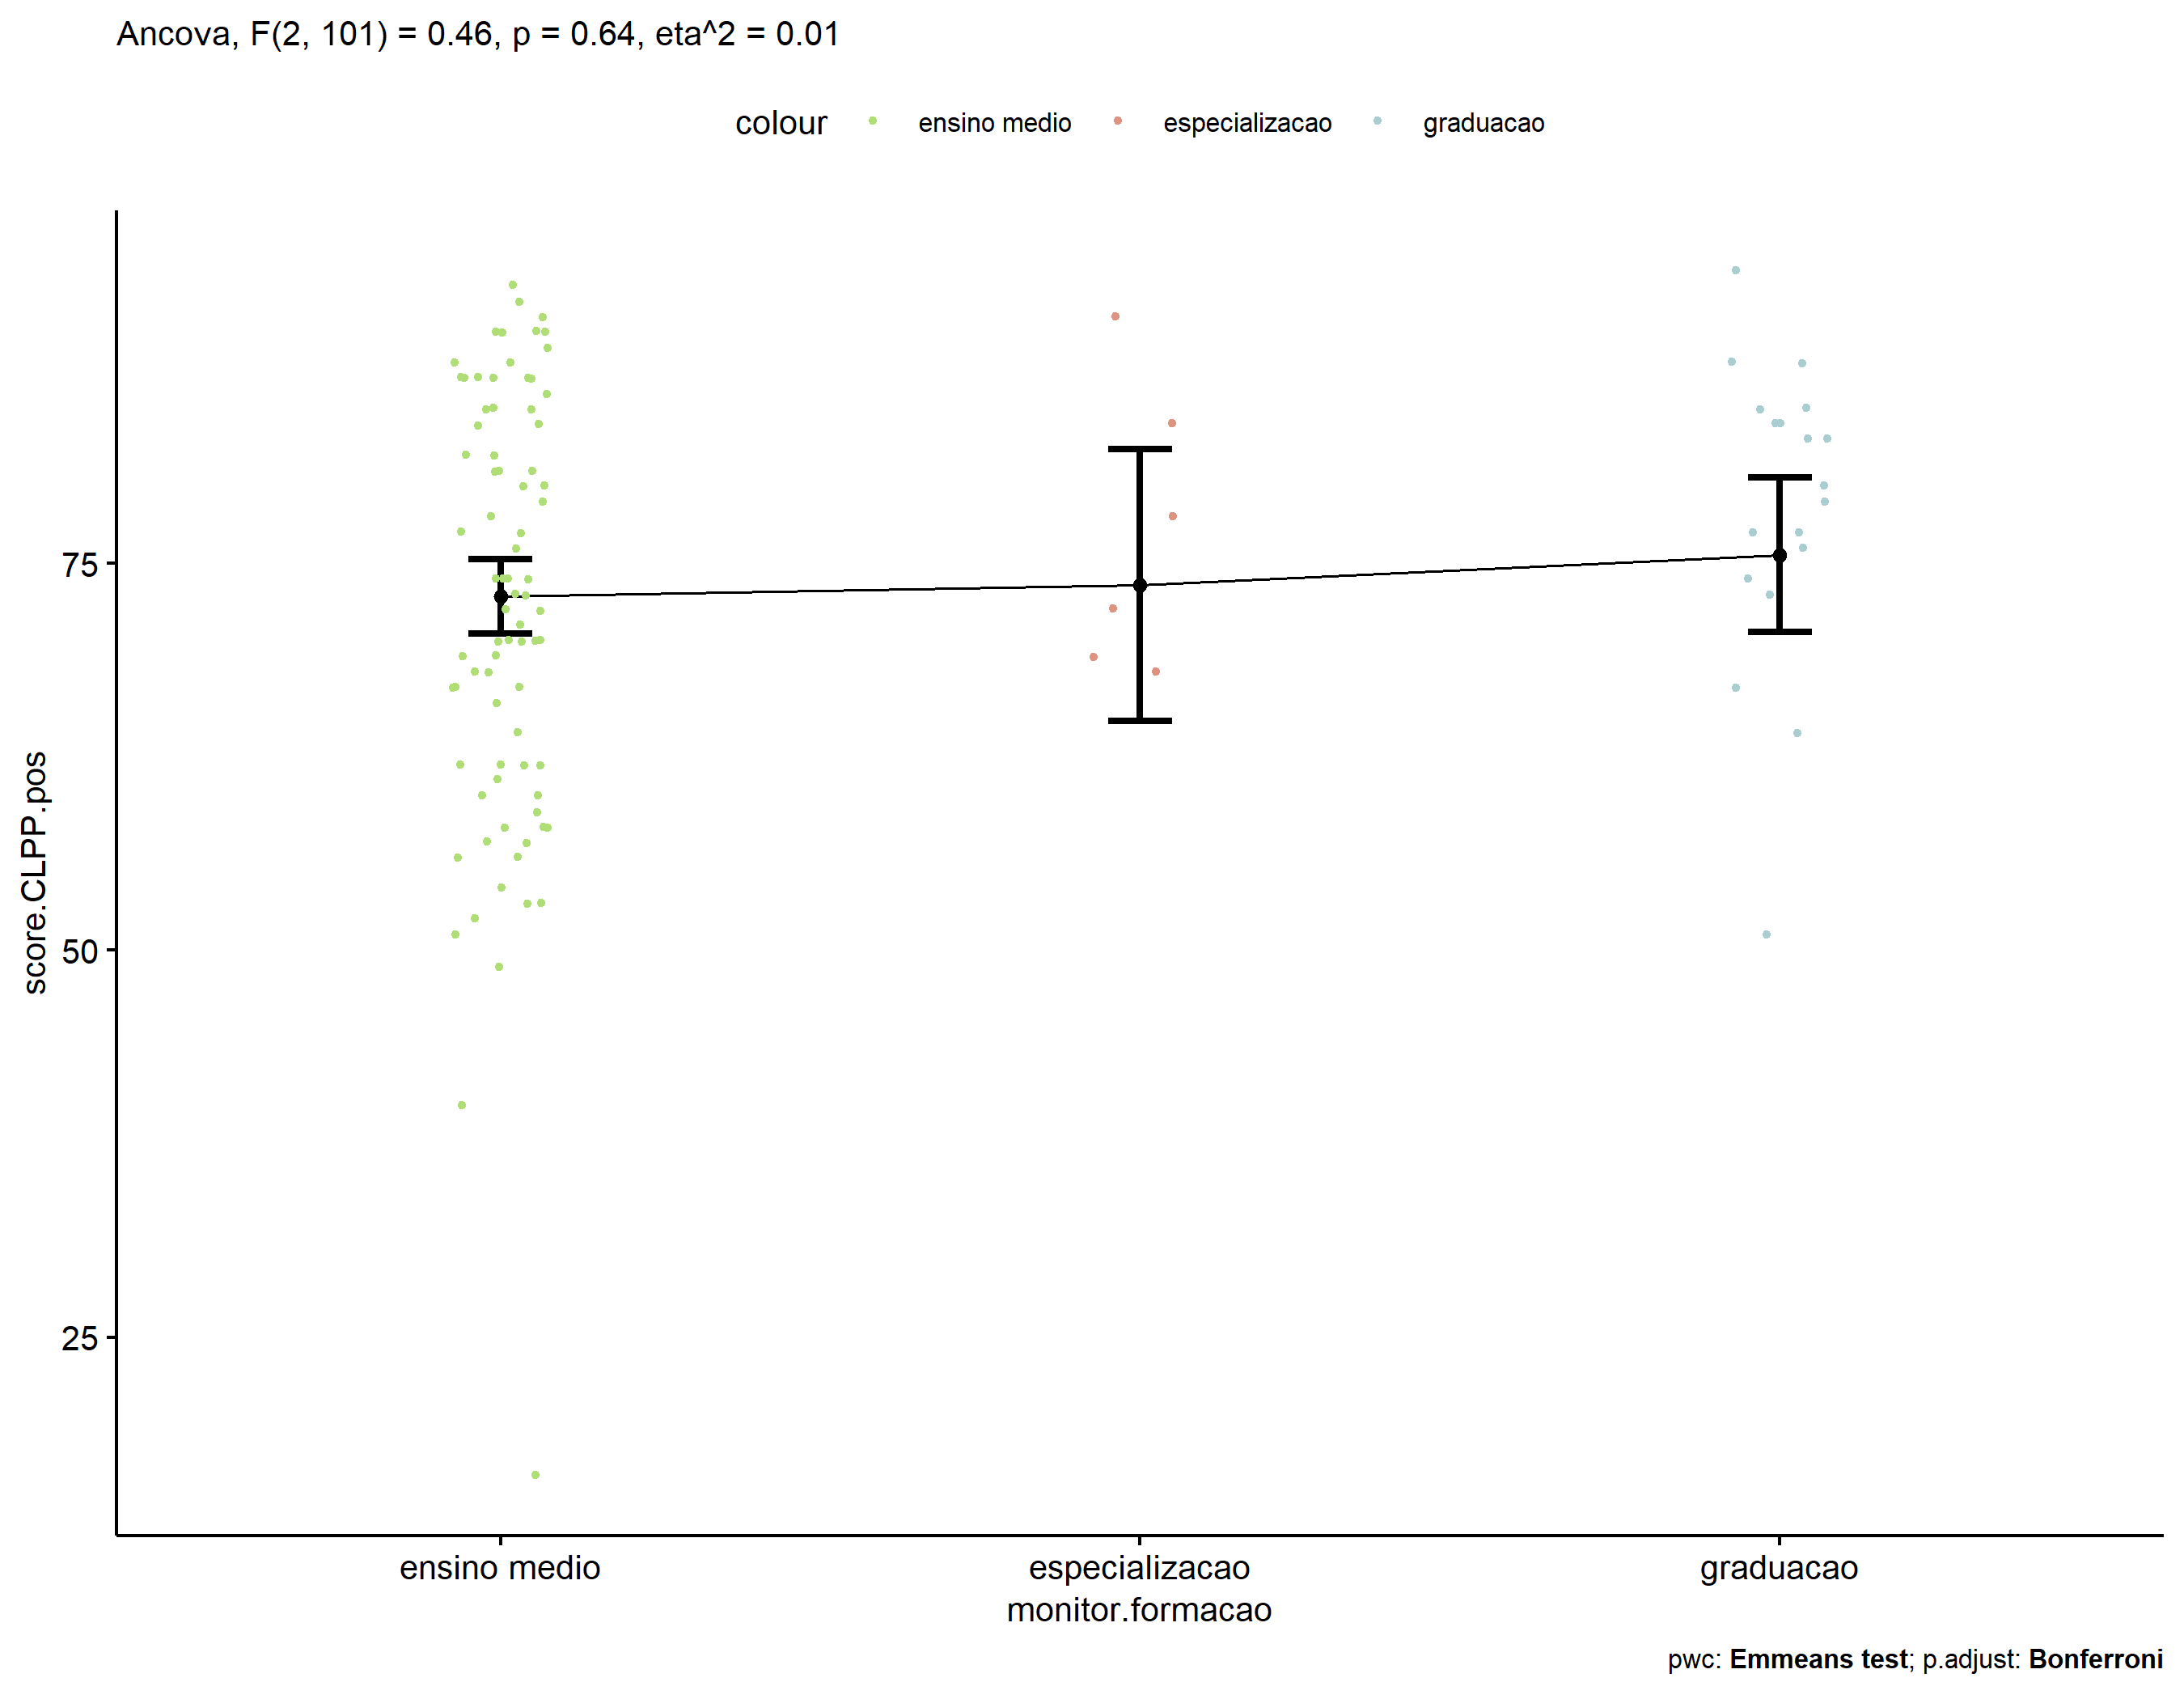 Ancova, F(2, 101) = 0.46, p = 0.64, eta^2 = 0.01
colour ensino medio especializacao graduacao
score.CLPP.pos
75
50
25
ensino medio especializacao graduacao
monitor.formacao
pwc: Emmeans test; p.adjust: Bonferroni